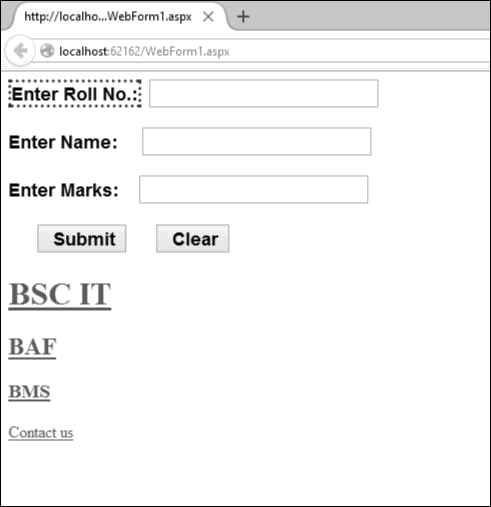 http://localho...WebForm1.aspx
localhost:62162/WebForm1.aspx
Enter Roll No.:
Enter Name:
Enter Marks:
Submit Clear
BSC IT
BAF
BMS
Contact us